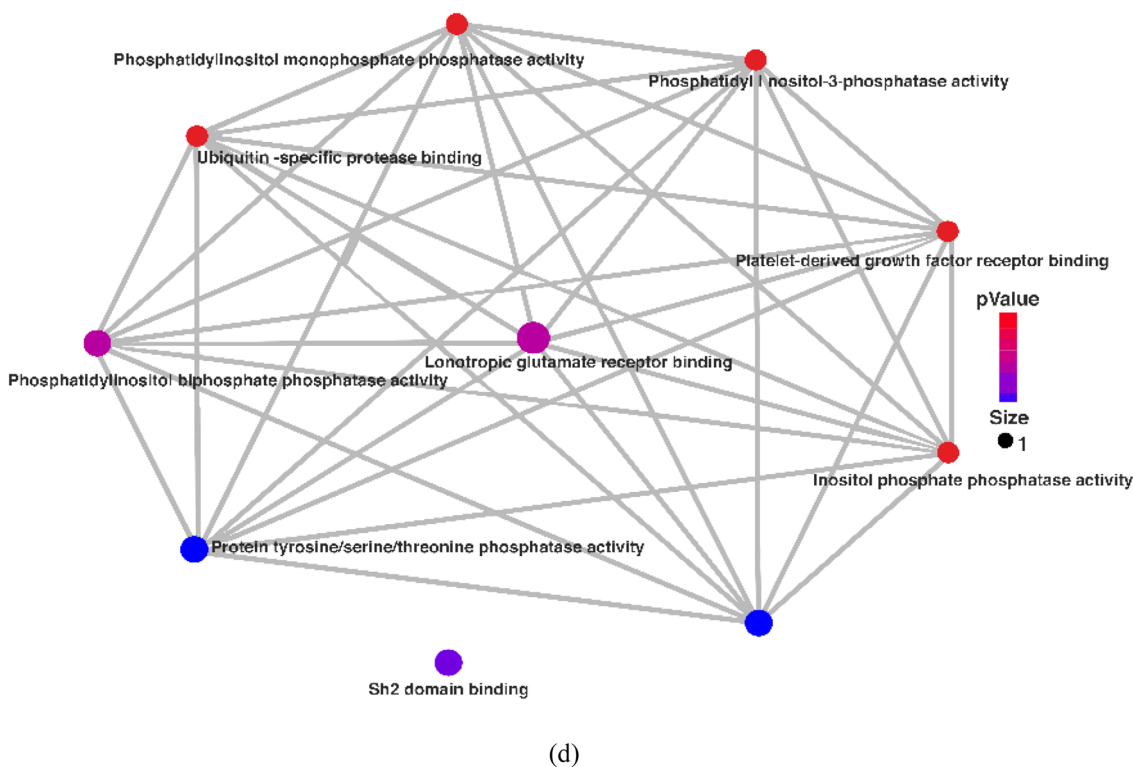 Phosphatidylinositol monophosphate phosphatase activity
Phosphatidyl Inositol-3-phosphatase activity
Ubiquitin -specific protease binding
Platelet-derived growth factor receptor binding
pValue
Lonotropic glutamate receptor binding
Phosphatidylinositol biphosphate phosphatase activity
Size
1
Inositol phosphate phosphatase activity
Protein tyrosine/serine/threonine phosphatase activity
Sh2 domain binding
(d)